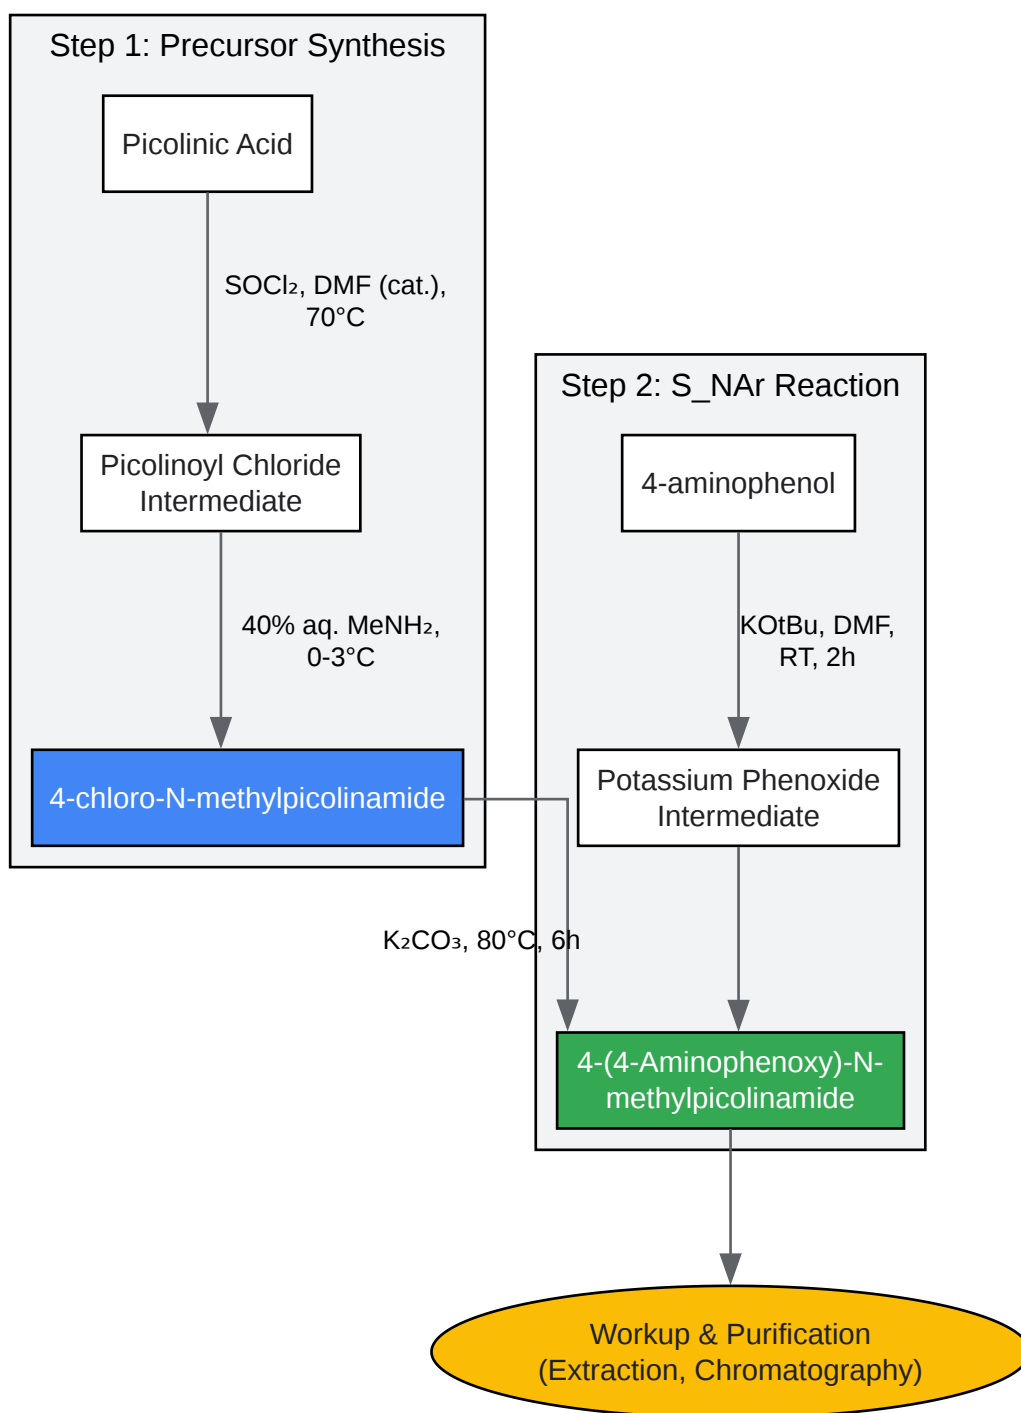 Step 1: Precursor Synthesis
Picolinic Acid
SOCl₂, DMF (cat.),
70°C
Picolinoyl Chloride
Intermediate
40% aq. MeNH₂,
0-3°C
4-chloro-N-methylpicolinamide
Step 2: S_NAr Reaction
4-aminophenol
KOtBu, DMF,
RT, 2h
Potassium Phenoxide
Intermediate
K₂CO₃, 80°C, 6h
4-(4-Aminophenoxy)-N-
methylpicolinamide
Workup & Purification
(Extraction, Chromatography)